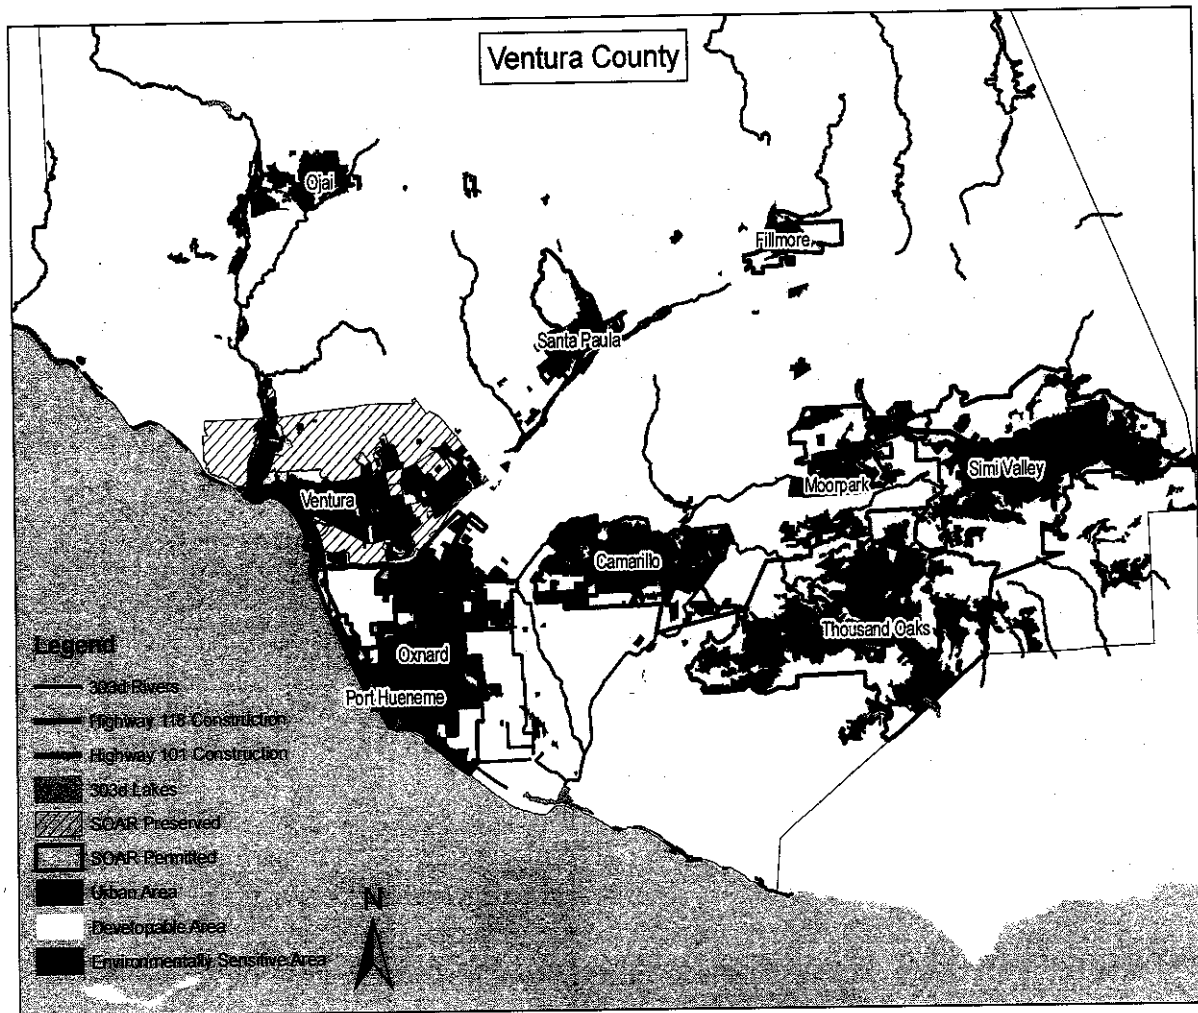 Ventura County
Ojai
Fillmore
Santa Paula
Simi Valley
Moorpark
Ventura
Camarillo
Thousand Oaks
Oxnard
Port Hueneme
Legend
303d Rivers
Highway 118 Construction
Highway 101 Construction
303d Lakes
SOAR Preserved
SOAR Permitted
Urban Area
Developable Area
Environmentally Sensitive Area
N